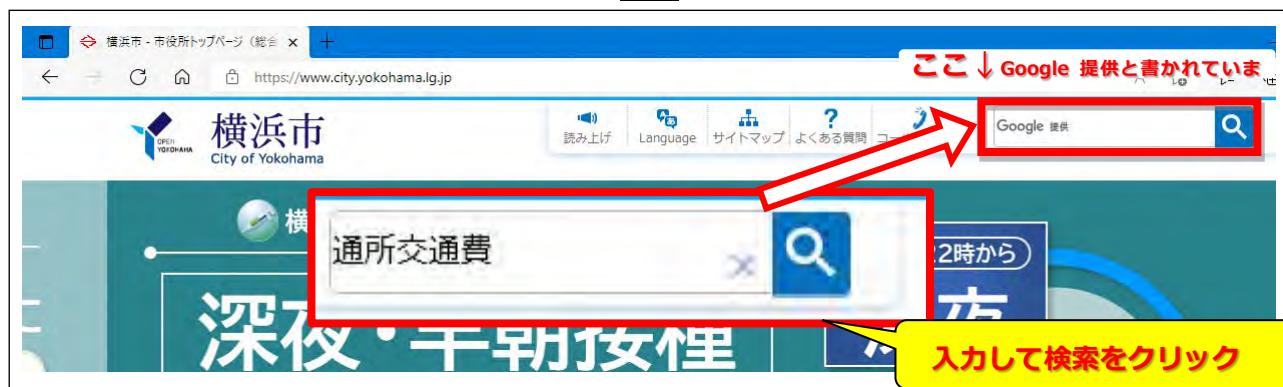 横浜市 - 市役所トップページ（総合
https://www.city.yokohama.lg.jp
ここ↓Google 提供と書かれていま
OPEN YOKOHAMA
横浜市
City of Yokohama
読み上げ
Language
サイトマップ
よくある質問
Google 提供
横
通所交通費
22時から）
深夜・早朝接種
夜
入力して検索をクリック